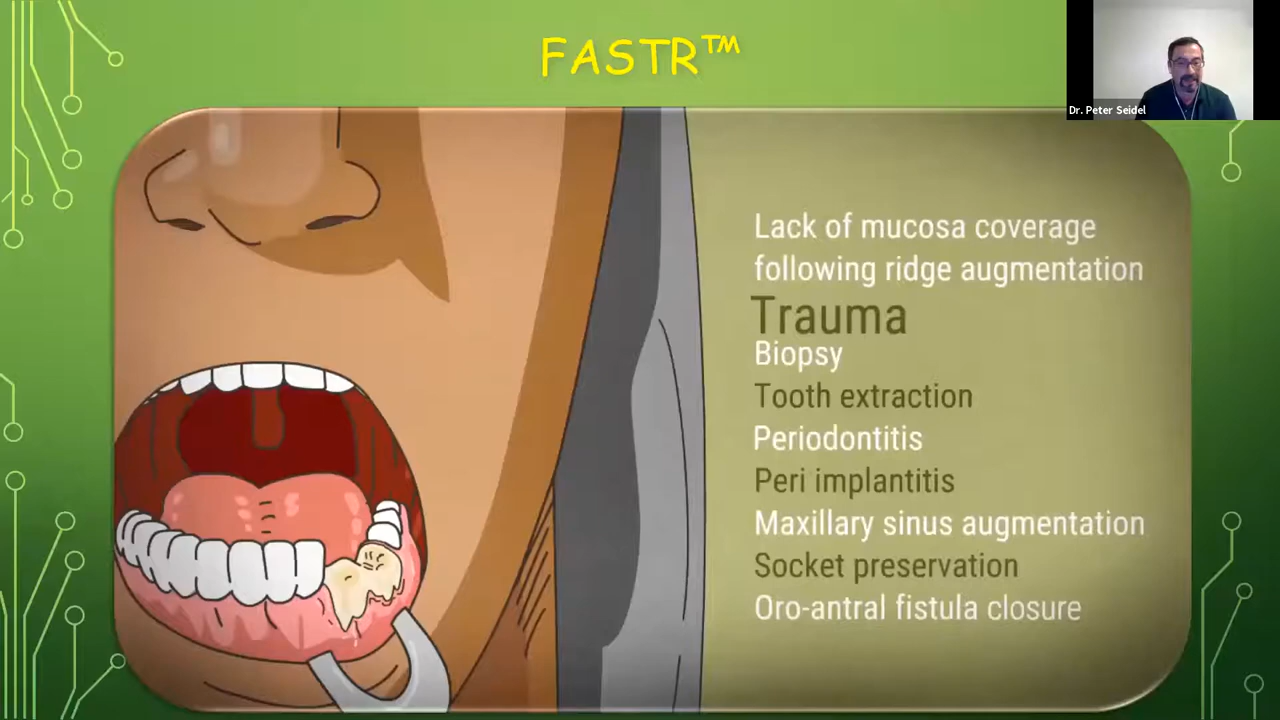 FASTR™
Dr. Peter Seidel
Lack of mucosa coverage
following ridge augmentation
Trauma
Biopsy
Tooth extraction
Periodontitis
Peri implantitis
Maxillary sinus augmentation
Socket preservation
Oro-antral fistula closure